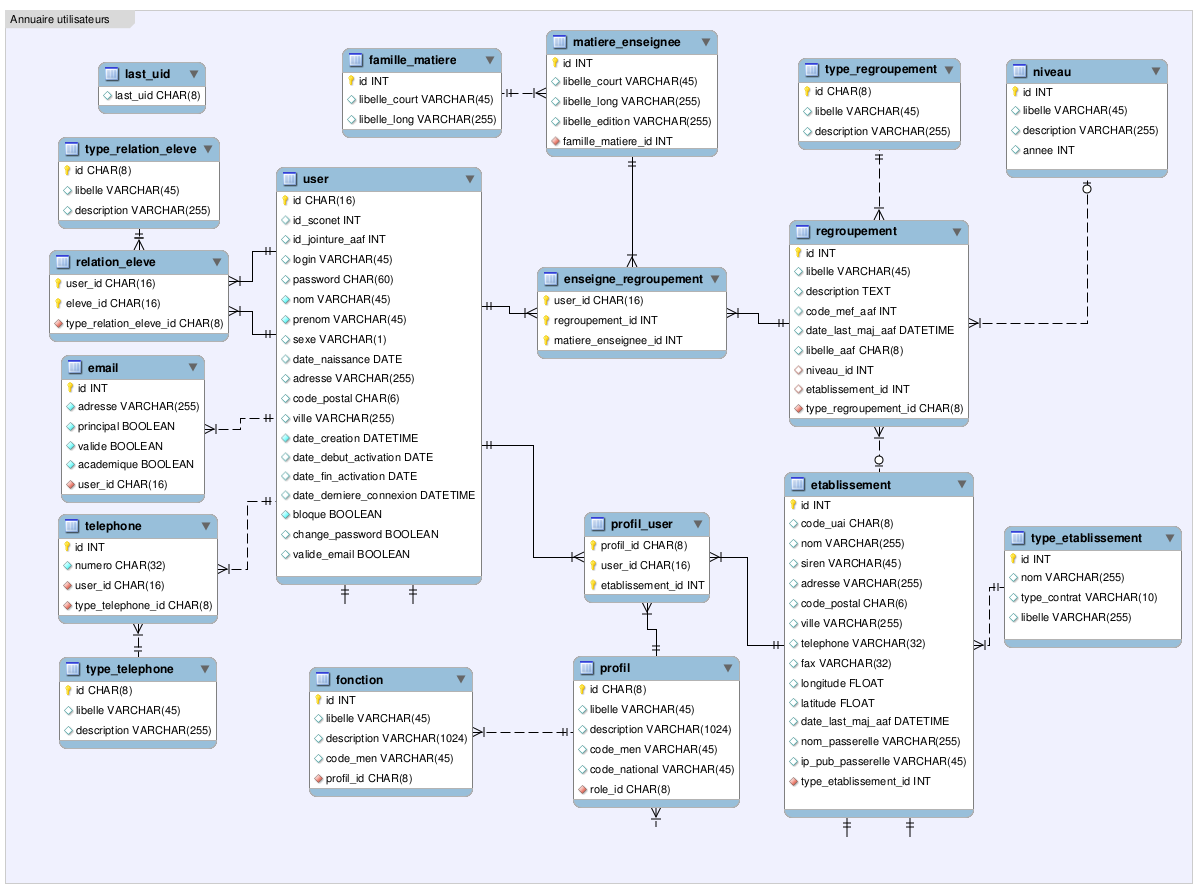 Annuaire utilisateurs
last_uid
last_uid CHAR(8)
famille_matiere
id INT
libelle_court VARCHAR(45)
libelle_long VARCHAR(255)
matiere_enseignee
id INT
libelle_court VARCHAR(45)
libelle_long VARCHAR(255)
libelle_edition VARCHAR(255)
famille_matiere_id INT
type_regroupement
id CHAR(8)
libelle VARCHAR(45)
description VARCHAR(255)
niveau
id INT
libelle VARCHAR(45)
description VARCHAR(255)
annee INT
type_relation_eleve
id CHAR(8)
libelle VARCHAR(45)
description VARCHAR(255)
relation_eleve
user_id CHAR(16)
eleve_id CHAR(16)
type_relation_eleve_id CHAR(8)
user
id CHAR(16)
id_sconet INT
id_jointure_aaf INT
login VARCHAR(45)
password CHAR(60)
nom VARCHAR(45)
prenom VARCHAR(45)
sexe VARCHAR(1)
date_naissance DATE
adresse VARCHAR(255)
code_postal CHAR(6)
ville VARCHAR(255)
date_creation DATETIME
date_debut_activation DATE
date_fin_activation DATE
date_derniere_connexion DATETIME
bloque BOOLEAN
change_password BOOLEAN
valide_email BOOLEAN
enseigne_regroupement
user_id CHAR(16)
regroupement_id INT
matiere_enseignee_id INT
regroupement
id INT
libelle VARCHAR(45)
description TEXT
code_mef_aaf INT
date_last_maj_aaf DATETIME
libelle_aaf CHAR(8)
niveau_id INT
etablissement_id INT
type_regroupement_id CHAR(8)
email
id INT
adresse VARCHAR(255)
principal BOOLEAN
valide BOOLEAN
academique BOOLEAN
user_id CHAR(16)
telephone
id INT
numero CHAR(32)
user_id CHAR(16)
type_telephone_id CHAR(8)
type_telephone
id CHAR(8)
libelle VARCHAR(45)
description VARCHAR(255)
fonction
id INT
libelle VARCHAR(45)
description VARCHAR(1024)
code_men VARCHAR(45)
profil_id CHAR(8)
profil_user
profil_id CHAR(8)
user_id CHAR(16)
etablissement_id INT
profil
id CHAR(8)
libelle VARCHAR(45)
description VARCHAR(1024)
code_men VARCHAR(45)
code_national VARCHAR(45)
role_id CHAR(8)
etablissement
id INT
code_uai CHAR(8)
nom VARCHAR(255)
siren VARCHAR(45)
adresse VARCHAR(255)
code_postal CHAR(6)
ville VARCHAR(255)
telephone VARCHAR(32)
fax VARCHAR(32)
longitude FLOAT
latitude FLOAT
date_last_maj_aaf DATETIME
nom_passerelle VARCHAR(255)
ip_pub_passerelle VARCHAR(45)
type_etablissement_id INT
type_etablissement
id INT
nom VARCHAR(255)
type_contrat VARCHAR(10)
libelle VARCHAR(255)